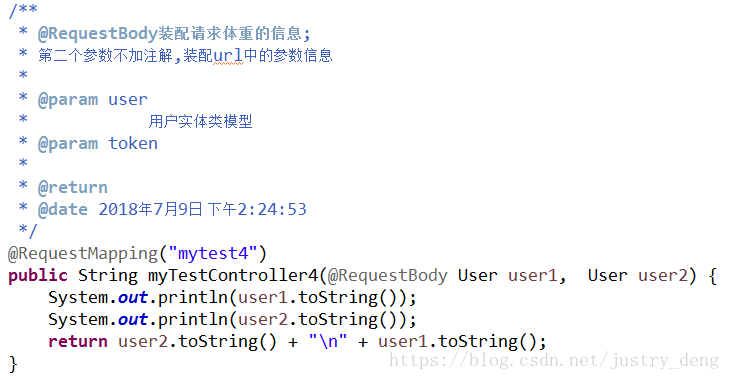 /**
 * @RequestBody装配请求体重的信息;
 * 第二个参数不加注解,装配url中的参数信息
 *
 * @param user
 *            用户实体类模型
 * @param token
 *
 * @return
 * @date 2018年7月9日 下午2:24:53
 */
@RequestMapping("mytest4")
public String myTestController4(@RequestBody User user1,  User user2) {
    System.out.println(user1.toString());
    System.out.println(user2.toString());
    return user2.toString() + "\n" + user1.toString();
}
https://blog.csdn.net/justry_deng